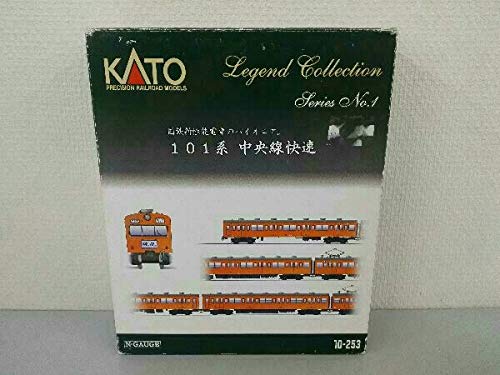 KATO
PRECISION RAILROAD MODELS
Legend Collection
Series No.1
101系 中央線快速
N-GAUGE
10-253